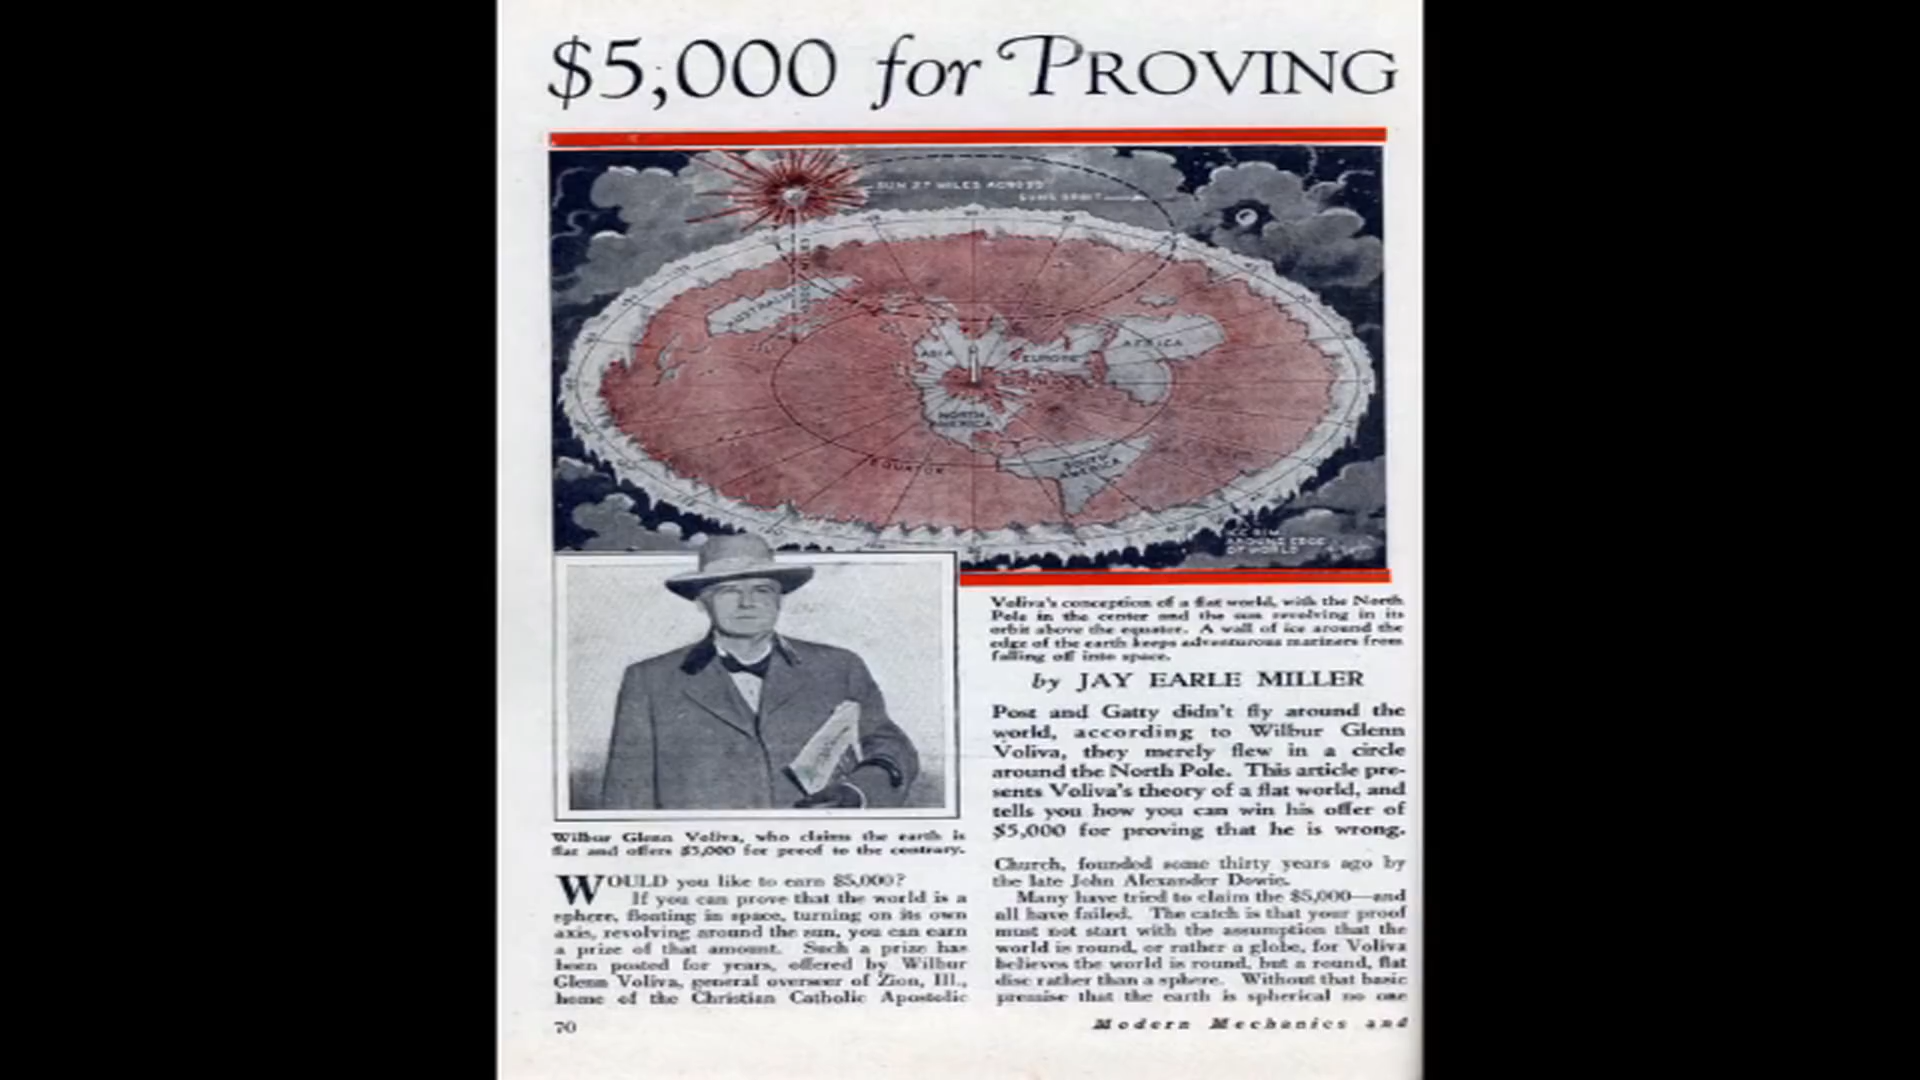 $5,000 for PROVING
SUN 27 MILES ACROSS
SUNS ORBIT
AUSTRALIA
ASIA
EUROPE
AFRICA
NORTH
AMERICA
EQUATOR
SOUTH
AMERICA
ICE RIM
AROUND EDGE
OF WORLD
Voliva's conception of a flat world, with the North
Pole in the center and the sun revolving in its
orbit above the equator. A wall of ice around the
edge of the earth keeps adventurous mariners from
falling off into space.
by JAY EARLE MILLER
Post and Gatty didn't fly around the
world, according to Wilbur Glenn
Voliva, they merely flew in a circle
around the North Pole. This article pre-
sents Voliva's theory of a flat world, and
tells you how you can win his offer of
$5,000 for proving that he is wrong.
Wilbur Glenn Voliva, who claims the earth is
flat and offers $5,000 for proof to the contrary.
WOULD you like to earn $5,000?
If you can prove that the world is a
sphere, floating in space, turning on its own
axis, revolving around the sun, you can earn
a prize of that amount. Such a prize has
been posted for years, offered by Wilbur
Glenn Voliva, general overseer of Zion, Ill.,
home of the Christian Catholic Apostolic
Church, founded some thirty years ago by
the late John Alexander Dowie.
Many have tried to claim the $5,000—and
all have failed. The catch is that your proof
must not start with the assumption that the
world is round, or rather a globe, for Voliva
believes the world is round, but a round, flat
disc rather than a sphere. Without that basic
premise that the earth is spherical no one
70
Modern Mechanics and